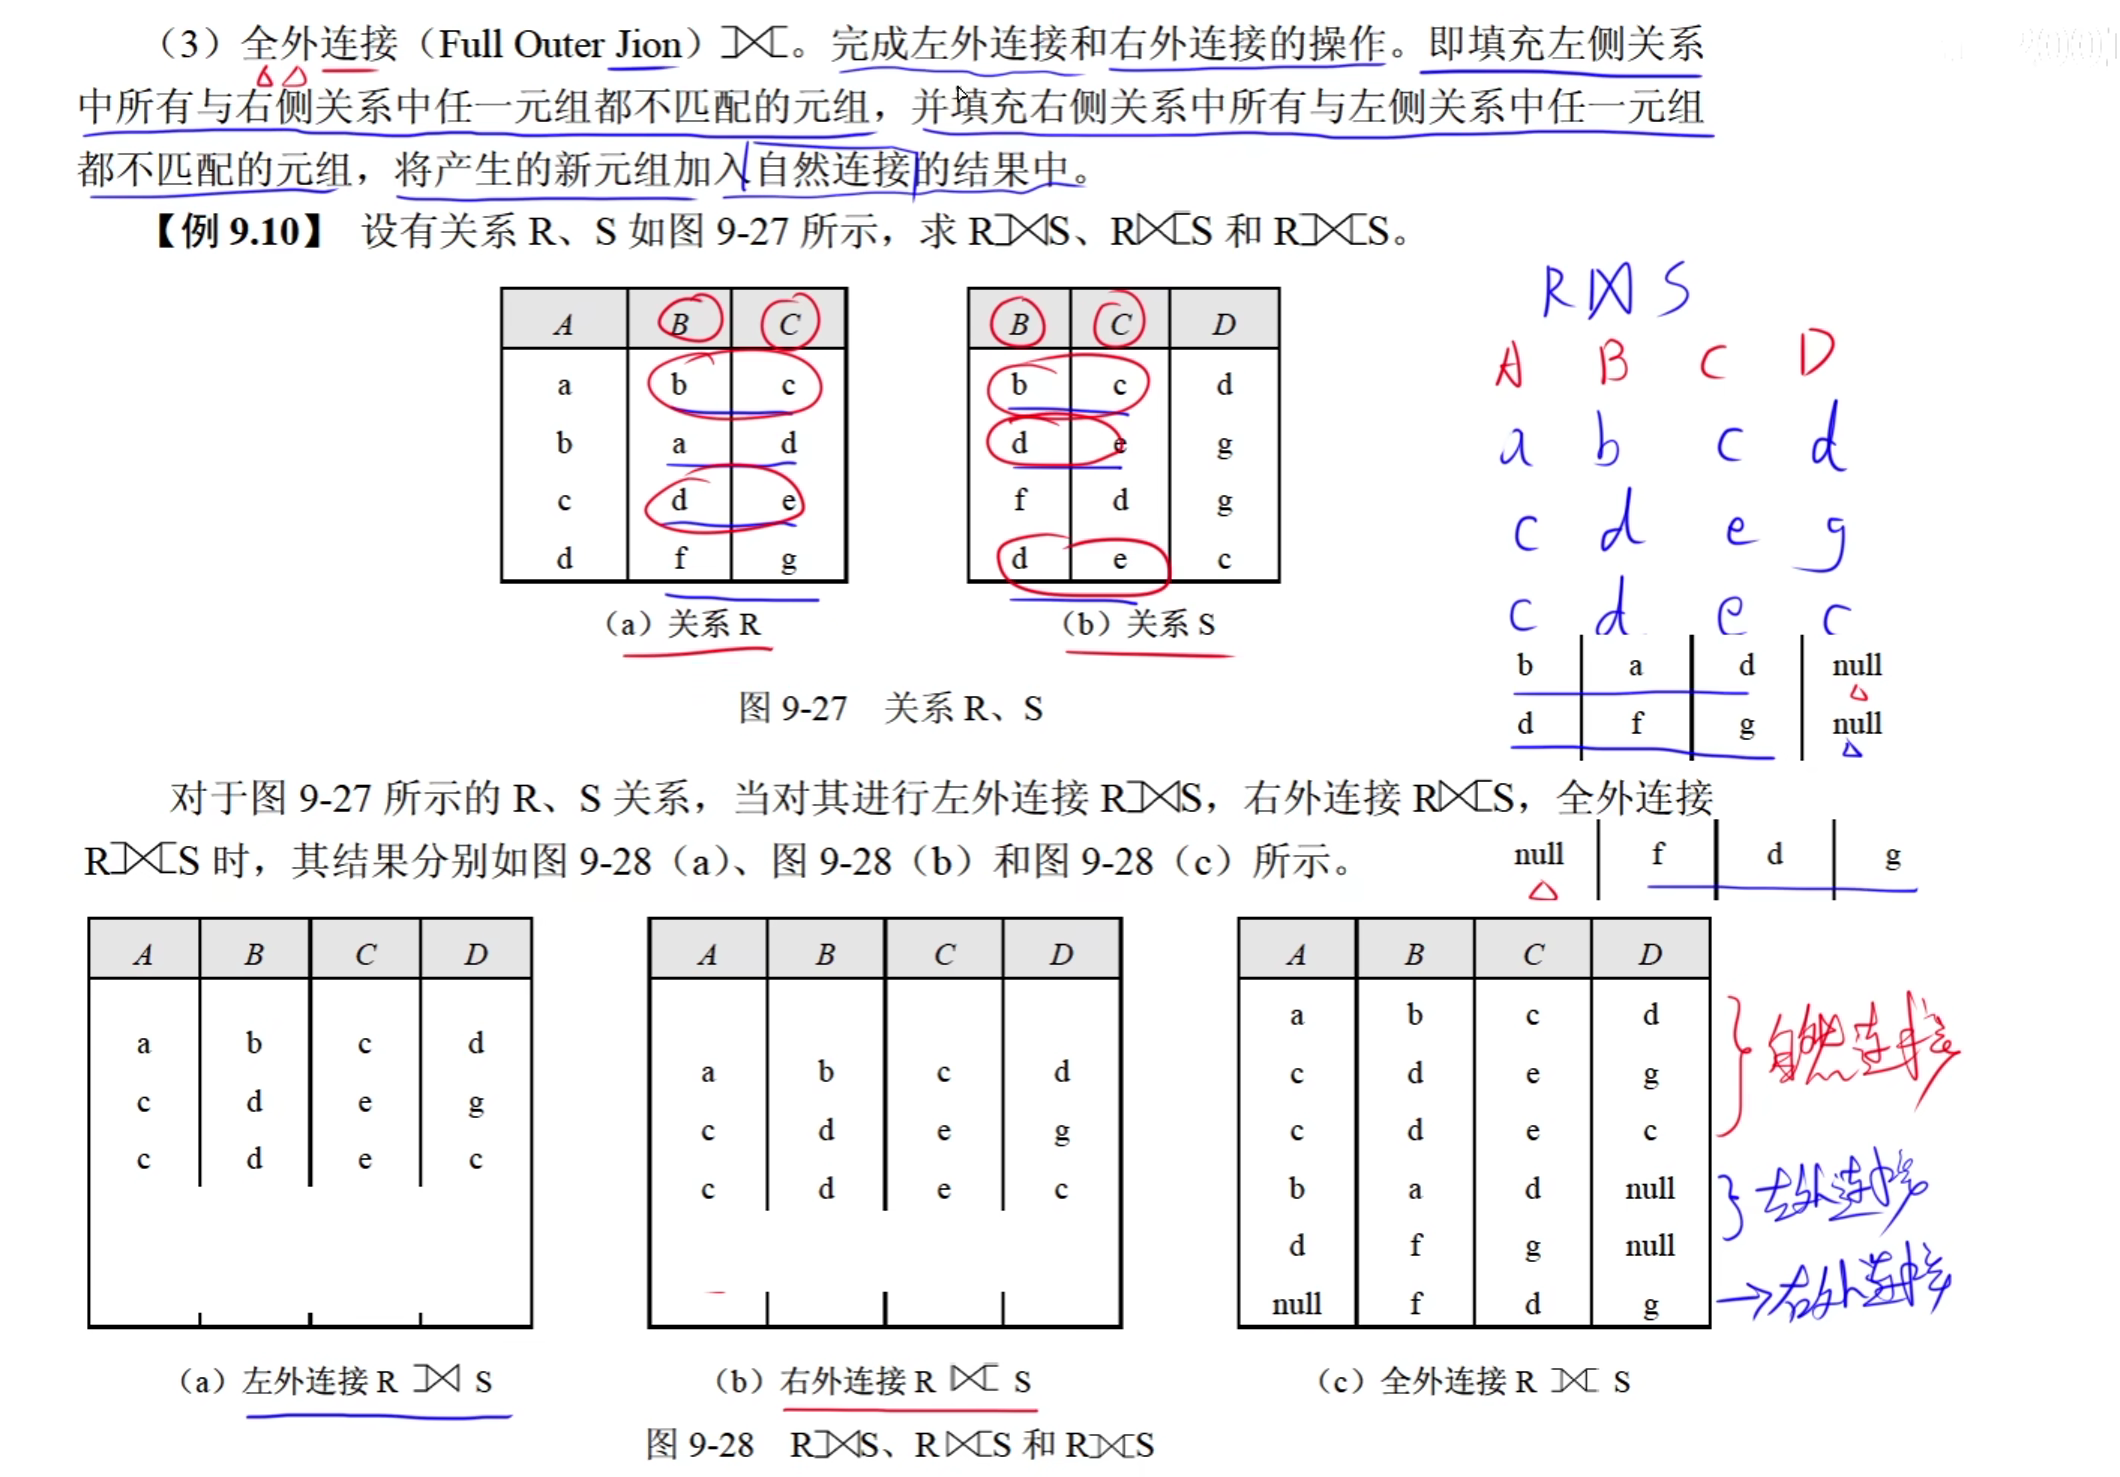 （3）全外连接（Full Outer Jion）⟗。完成左外连接和右外连接的操作。即填充左侧关系
中所有与右侧关系中任一元组都不匹配的元组，并填充右侧关系中所有与左侧关系中任一元组
都不匹配的元组，将产生的新元组加入自然连接的结果中。
【例 9.10】 设有关系 R、S 如图 9-27 所示，求 R⟕S、R⟖S 和 R⟗S。
A B C
a b c
b a d
c d e
d f g
（a）关系 R
B C D
b c d
d e g
f d g
d e c
（b）关系 S
图 9-27 关系 R、S
R⋈S
A B C D
a b c d
c d e g
c d e c
b a d null
d f g null
对于图 9-27 所示的 R、S 关系，当对其进行左外连接 R⟕S，右外连接 R⟖S，全外连接
R⟗S 时，其结果分别如图 9-28（a）、图 9-28（b）和图 9-28（c）所示。
null f d g
A B C D
a b c d
c d e g
c d e c
（a）左外连接 R ⟕ S
A B C D
a b c d
c d e g
c d e c
（b）右外连接 R ⟖ S
A B C D
a b c d
c d e g
c d e c
b a d null
d f g null
null f d g
自然连接
左外连接
→右外连接
（c）全外连接 R ⟗ S
图 9-28 R⟕S、R⟖S 和 R⟗S